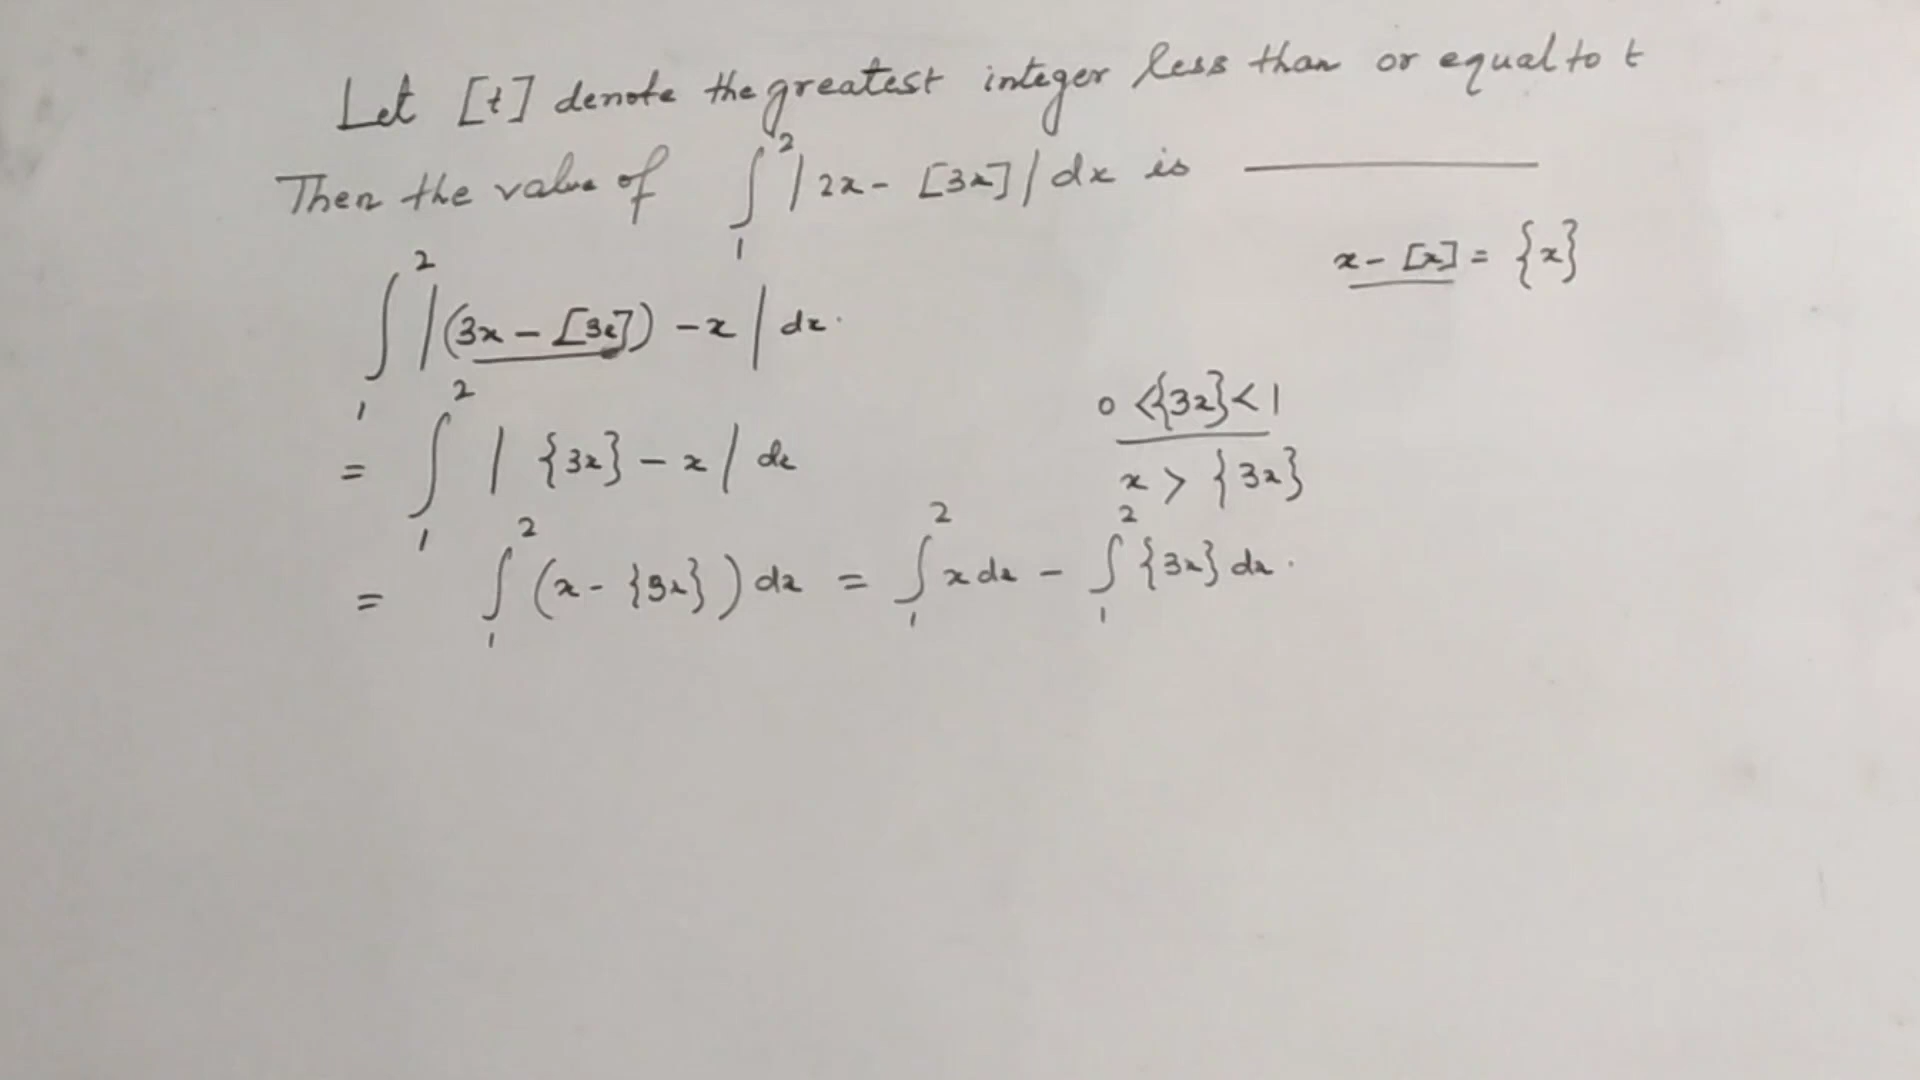 Let [t] denote the greatest integer less than or equal to t
Then the value of ∫₁² |2x - [3x]| dx is ________
x - [x] = {x}
∫₁² |(3x - [3x]) - x| dx.
= ∫₁² | {3x} - x | dx
0 < {3x} < 1
x > {3x}
= ∫₁² (x - {3x}) dx = ∫₁² x dx - ∫₁² {3x} dx.